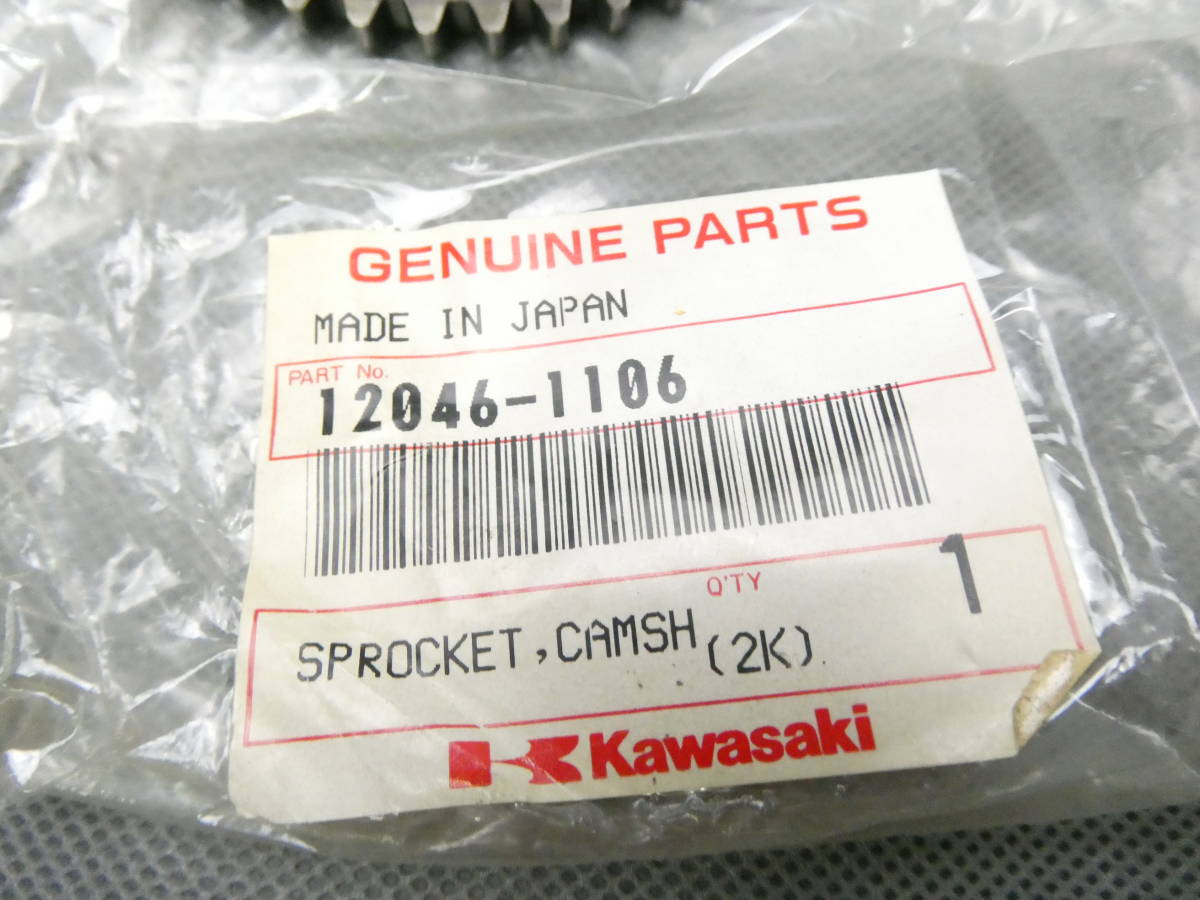 GENUINE PARTS
MADE IN JAPAN
PART No.
12046-1106
Q'TY
1
SPROCKET,CAMSH (2K)
Kawasaki